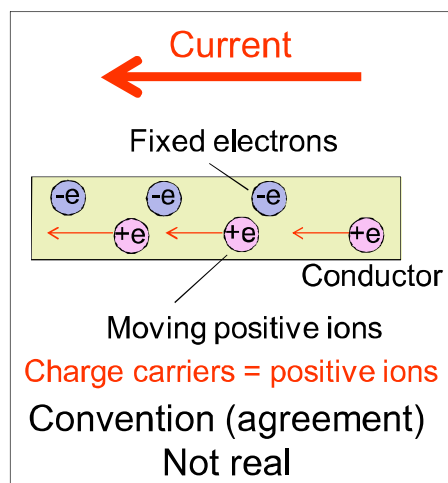 Current
Fixed electrons
-e -e -e
+e +e +e
Conductor
Moving positive ions
Charge carriers = positive ions
Convention (agreement)
Not real